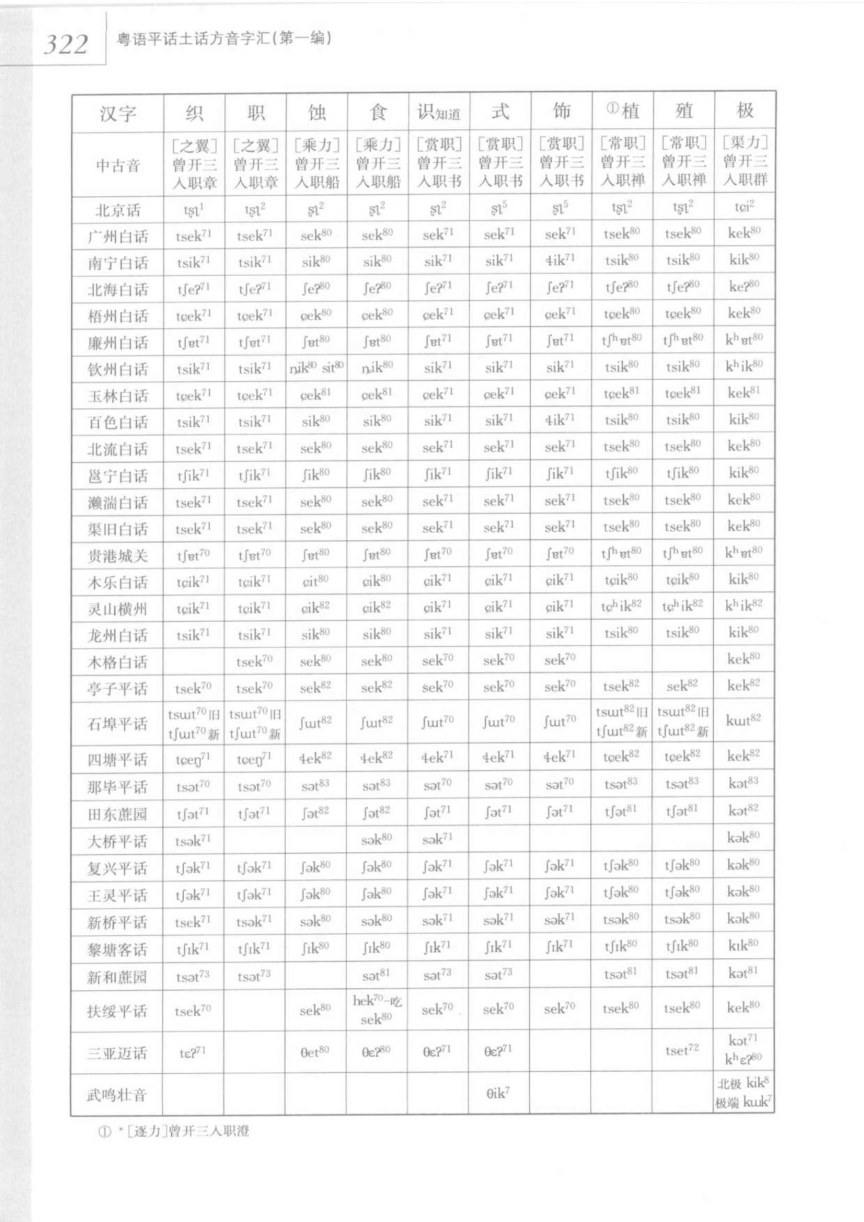 322 粤语平话土话方音字汇(第一编)
汉字 织 职 蚀 食 识知道 式 饰 ①植 殖 极
中古音 [之翼]曾开三入职章 [之翼]曾开三入职章 [乘力]曾开三入职船 [乘力]曾开三入职船 [赏职]曾开三入职书 [赏职]曾开三入职书 [赏职]曾开三入职书 [常职]曾开三入职禅 [常职]曾开三入职禅 [渠力]曾开三入职群
北京话 tʂʅ¹ tʂʅ² ʂʅ² ʂʅ² ʂʅ² ʂʅ⁵ ʂʅ⁵ tʂʅ² tʂʅ² tɕi²
广州白话 tsek⁷¹ tsek⁷¹ sek⁸⁰ sek⁸⁰ sek⁷¹ sek⁷¹ sek⁷¹ tsek⁸⁰ tsek⁸⁰ kek⁸⁰
南宁白话 tsik⁷¹ tsik⁷¹ sik⁸⁰ sik⁸⁰ sik⁷¹ sik⁷¹ ɬik⁷¹ tsik⁸⁰ tsik⁸⁰ kik⁸⁰
北海白话 tʃeʔ⁷¹ tʃeʔ⁷¹ ʃeʔ⁸⁰ ʃeʔ⁸⁰ ʃeʔ⁷¹ ʃeʔ⁷¹ ʃeʔ⁷¹ tʃeʔ⁸⁰ tʃeʔ⁸⁰ keʔ⁸⁰
梧州白话 tɕek⁷¹ tɕek⁷¹ ɕek⁸⁰ ɕek⁸⁰ ɕek⁷¹ ɕek⁷¹ ɕek⁷¹ tɕek⁸⁰ tɕek⁸⁰ kek⁸⁰
廉州白话 tʃɐt⁷¹ tʃɐt⁷¹ ʃɐt⁸⁰ ʃɐt⁸⁰ ʃɐt⁷¹ ʃɐt⁷¹ ʃɐt⁷¹ tʃʰɐt⁸⁰ tʃʰɐt⁸⁰ kʰɐt⁸⁰
钦州白话 tsik⁷¹ tsik⁷¹ ȵik⁸⁰ sit⁸⁰ ȵik⁸⁰ sik⁷¹ sik⁷¹ sik⁷¹ tsik⁸⁰ tsik⁸⁰ kʰik⁸⁰
玉林白话 tɕek⁷¹ tɕek⁷¹ ɕek⁸¹ ɕek⁸¹ ɕek⁷¹ ɕek⁷¹ ɕek⁷¹ tɕek⁸¹ tɕek⁸¹ kek⁸¹
百色白话 tsik⁷¹ tsik⁷¹ sik⁸⁰ sik⁸⁰ sik⁷¹ sik⁷¹ ɬik⁷¹ tsik⁸⁰ tsik⁸⁰ kik⁸⁰
北流白话 tsek⁷¹ tsek⁷¹ sek⁸⁰ sek⁸⁰ sek⁷¹ sek⁷¹ sek⁷¹ tsek⁸⁰ tsek⁸⁰ kek⁸⁰
邕宁白话 tʃik⁷¹ tʃik⁷¹ ʃik⁸⁰ ʃik⁸⁰ ʃik⁷¹ ʃik⁷¹ ʃik⁷¹ tʃik⁸⁰ tʃik⁸⁰ kik⁸⁰
濑湍白话 tsek⁷¹ tsek⁷¹ sek⁸⁰ sek⁸⁰ sek⁷¹ sek⁷¹ sek⁷¹ tsek⁸⁰ tsek⁸⁰ kek⁸⁰
渠旧白话 tsek⁷¹ tsek⁷¹ sek⁸⁰ sek⁸⁰ sek⁷¹ sek⁷¹ sek⁷¹ tsek⁸⁰ tsek⁸⁰ kek⁸⁰
贵港城关 tʃɐt⁷⁰ tʃɐt⁷⁰ ʃɐt⁸⁰ ʃɐt⁸⁰ ʃɐt⁷⁰ ʃɐt⁷⁰ ʃɐt⁷⁰ tʃʰɐt⁸⁰ tʃʰɐt⁸⁰ kʰɐt⁸⁰
木乐白话 tɕik⁷¹ tɕik⁷¹ ɕit⁸⁰ ɕik⁸⁰ ɕik⁷¹ ɕik⁷¹ ɕik⁷¹ tɕik⁸⁰ tɕik⁸⁰ kik⁸⁰
灵山横州 tɕik⁷¹ tɕik⁷¹ ɕik⁸² ɕik⁸² ɕik⁷¹ ɕik⁷¹ ɕik⁷¹ tɕʰik⁸² tɕʰik⁸² kʰik⁸²
龙州白话 tsik⁷¹ tsik⁷¹ sik⁸⁰ sik⁸⁰ sik⁷¹ sik⁷¹ sik⁷¹ tsik⁸⁰ tsik⁸⁰ kik⁸⁰
木格白话 tsek⁷⁰ sek⁸⁰ sek⁸⁰ sek⁷⁰ sek⁷⁰ sek⁷⁰ kek⁸⁰
亭子平话 tsek⁷⁰ tsek⁷⁰ sek⁸² sek⁸² sek⁷⁰ sek⁷⁰ sek⁷⁰ tsek⁸² sek⁸² kek⁸²
石埠平话 tsɯt⁷⁰旧 tʃɯt⁷⁰新 tsɯt⁷⁰旧 tʃɯt⁷⁰新 ʃɯt⁸² ʃɯt⁸² ʃɯt⁷⁰ ʃɯt⁷⁰ ʃɯt⁷⁰ tsɯt⁸²旧 tʃɯt⁸²新 tsɯt⁸²旧 tʃɯt⁸²新 kɯt⁸²
四塘平话 tɕeŋ⁷¹ tɕeŋ⁷¹ ɬek⁸² ɬek⁸² ɬek⁷¹ ɬek⁷¹ ɬek⁷¹ tɕek⁸² tɕek⁸² kek⁸²
那毕平话 tsət⁷⁰ tsət⁷⁰ sət⁸³ sət⁸³ sət⁷⁰ sət⁷⁰ sət⁷⁰ tsət⁸³ tsət⁸³ kət⁸³
田东蔗园 tʃət⁷¹ tʃət⁷¹ ʃət⁸² ʃət⁸² ʃət⁷¹ ʃət⁷¹ ʃət⁷¹ tʃət⁸¹ tʃət⁸¹ kət⁸²
大桥平话 tsək⁷¹ sək⁸⁰ sək⁷¹ kək⁸⁰
复兴平话 tʃək⁷¹ tʃək⁷¹ ʃək⁸⁰ ʃək⁸⁰ ʃək⁷¹ ʃək⁷¹ ʃək⁷¹ tʃək⁸⁰ tʃək⁸⁰ kək⁸⁰
王灵平话 tʃək⁷¹ tʃək⁷¹ ʃək⁸⁰ ʃək⁸⁰ ʃək⁷¹ ʃək⁷¹ ʃək⁷¹ tʃək⁸⁰ tʃək⁸⁰ kək⁸⁰
新桥平话 tsek⁷¹ tsək⁷¹ sək⁸⁰ sək⁸⁰ sək⁷¹ sək⁷¹ sək⁷¹ tsək⁸⁰ tsək⁸⁰ kək⁸⁰
黎塘客话 tʃɪk⁷¹ tʃɪk⁷¹ ʃɪk⁸⁰ ʃɪk⁸⁰ ʃɪk⁷¹ ʃɪk⁷¹ ʃɪk⁷¹ tʃɪk⁸⁰ tʃɪk⁸⁰ kɪk⁸⁰
新和蔗园 tsət⁷³ tsət⁷³ sət⁸¹ sət⁷³ sət⁷³ tsət⁸¹ tsət⁸¹ kət⁸¹
扶绥平话 tsek⁷⁰ sek⁸⁰ hek⁷⁰~吃 sek⁸⁰ sek⁷⁰ sek⁷⁰ sek⁷⁰ tsek⁸⁰ tsek⁸⁰ kek⁸⁰
三亚迈话 tɛʔ⁷¹ θet⁸⁰ θɛʔ⁸⁰ θɛʔ⁷¹ θɛʔ⁷¹ tset⁷² kət⁷¹ kʰɛʔ⁸⁰
武鸣壮音 θik⁷ 北极 kik⁸ 极端 kɯk⁷
① *[逐力]曾开三入职澄